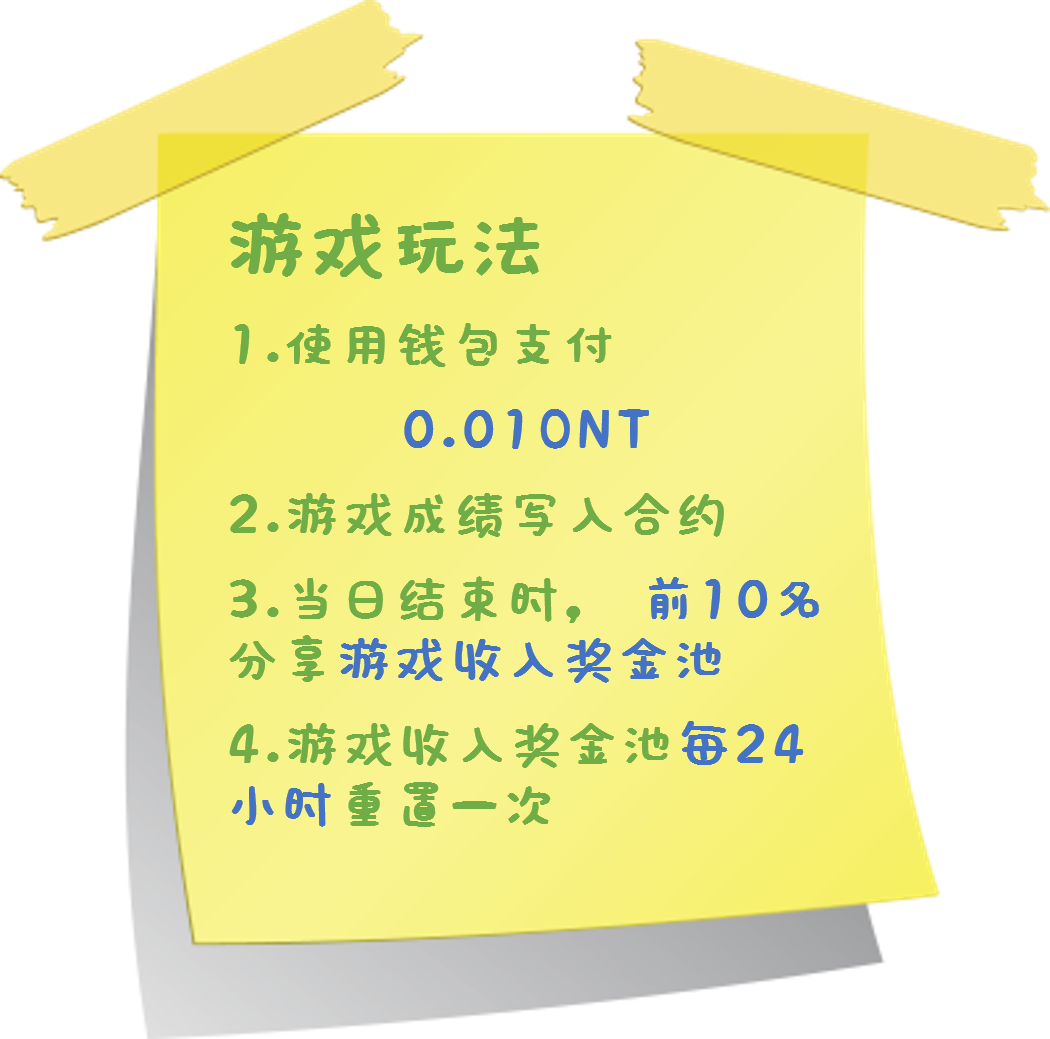 游戏玩法
1.使用钱包支付
0.010NT
2.游戏成绩写入合约
3.当日结束时， 前10名
分享游戏收入奖金池
4.游戏收入奖金池每24
小时重置一次